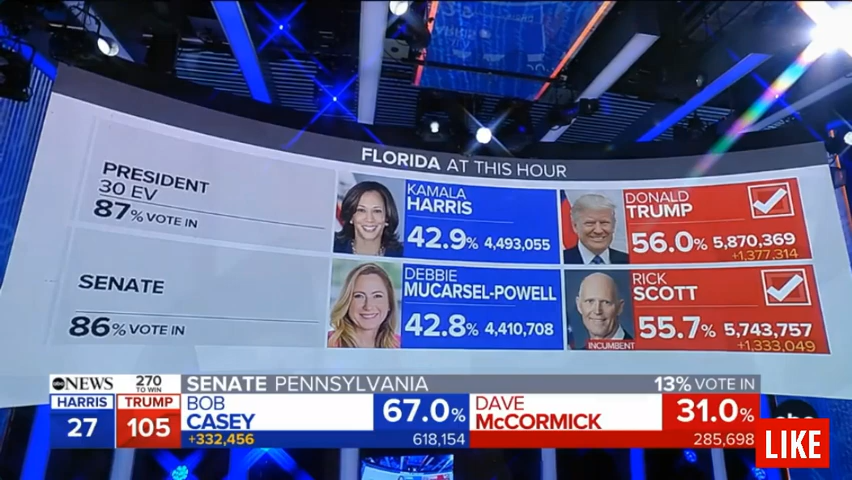 FLORIDA AT THIS HOUR
PRESIDENT
30 EV
87% VOTE IN
KAMALA
HARRIS
42.9% 4,493,055
DONALD
TRUMP
56.0% 5,870,369
+1,377,314
SENATE
86% VOTE IN
DEBBIE
MUCARSEL-POWELL
42.8% 4,410,708
RICK
SCOTT
55.7% 5,743,757
INCUMBENT
+1,333,049
abc NEWS
270
TO WIN
SENATE PENNSYLVANIA
13% VOTE IN
HARRIS
27
TRUMP
105
BOB
CASEY
67.0%
+332,456
618,154
DAVE
McCORMICK
31.0%
285,698
abc
LIKE